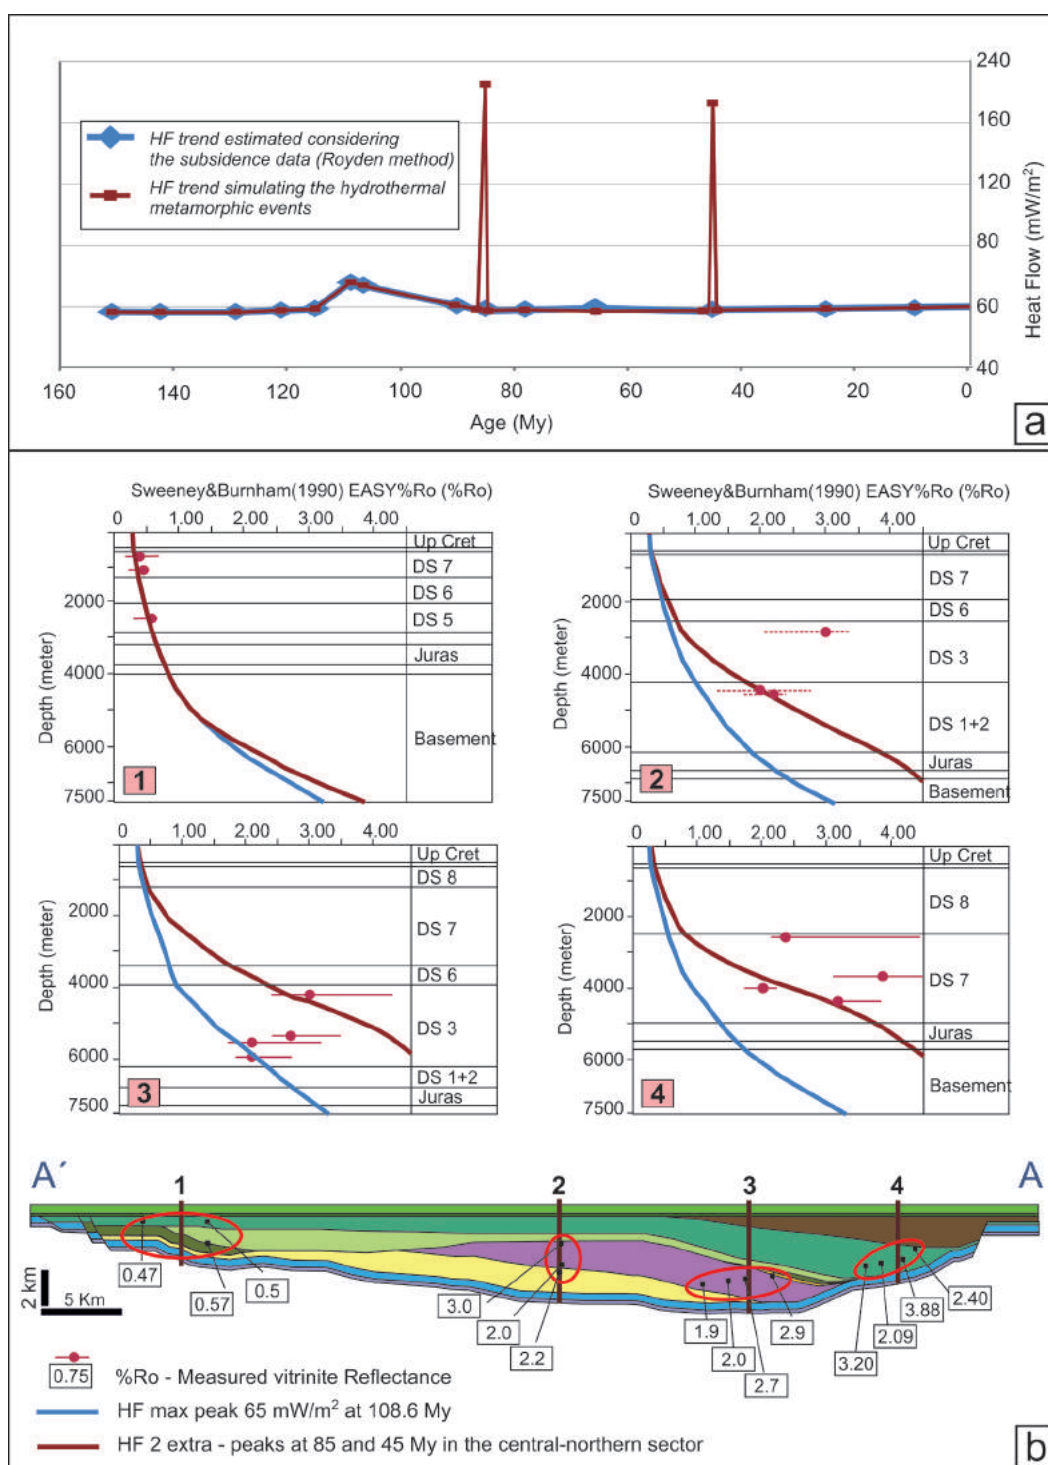 240
160
120
80
60
40
Heat Flow (mW/m²)
HF trend estimated considering
the subsidence data (Royden method)
HF trend simulating the hydrothermal
metamorphic events
160 140 120 100 80 60 40 20 0
Age (My)
a
Sweeney&Burnham(1990) EASY%Ro (%Ro)
0 1.00 2.00 3.00 4.00
Depth (meter)
2000
4000
6000
7500
Up Cret
DS 7
DS 6
DS 5
Juras
Basement
1
Sweeney&Burnham(1990) EASY%Ro (%Ro)
0 1.00 2.00 3.00 4.00
Depth (meter)
2000
4000
6000
7500
Up Cret
DS 7
DS 6
DS 3
DS 1+2
Juras
Basement
2
0 1.00 2.00 3.00 4.00
Depth (meter)
2000
4000
6000
7500
Up Cret
DS 8
DS 7
DS 6
DS 3
DS 1+2
Juras
3
0 1.00 2.00 3.00 4.00
Depth (meter)
2000
4000
6000
7500
Up Cret
DS 8
DS 7
Juras
Basement
4
A´ 1 2 3 4 A
2 km
5 Km
0.47
0.57
0.5
3.0
2.0
2.2
1.9
2.0
2.7
2.9
3.20
2.09
3.88
2.40
0.75 %Ro - Measured vitrinite Reflectance
HF max peak 65 mW/m² at 108.6 My
HF 2 extra - peaks at 85 and 45 My in the central-northern sector
b